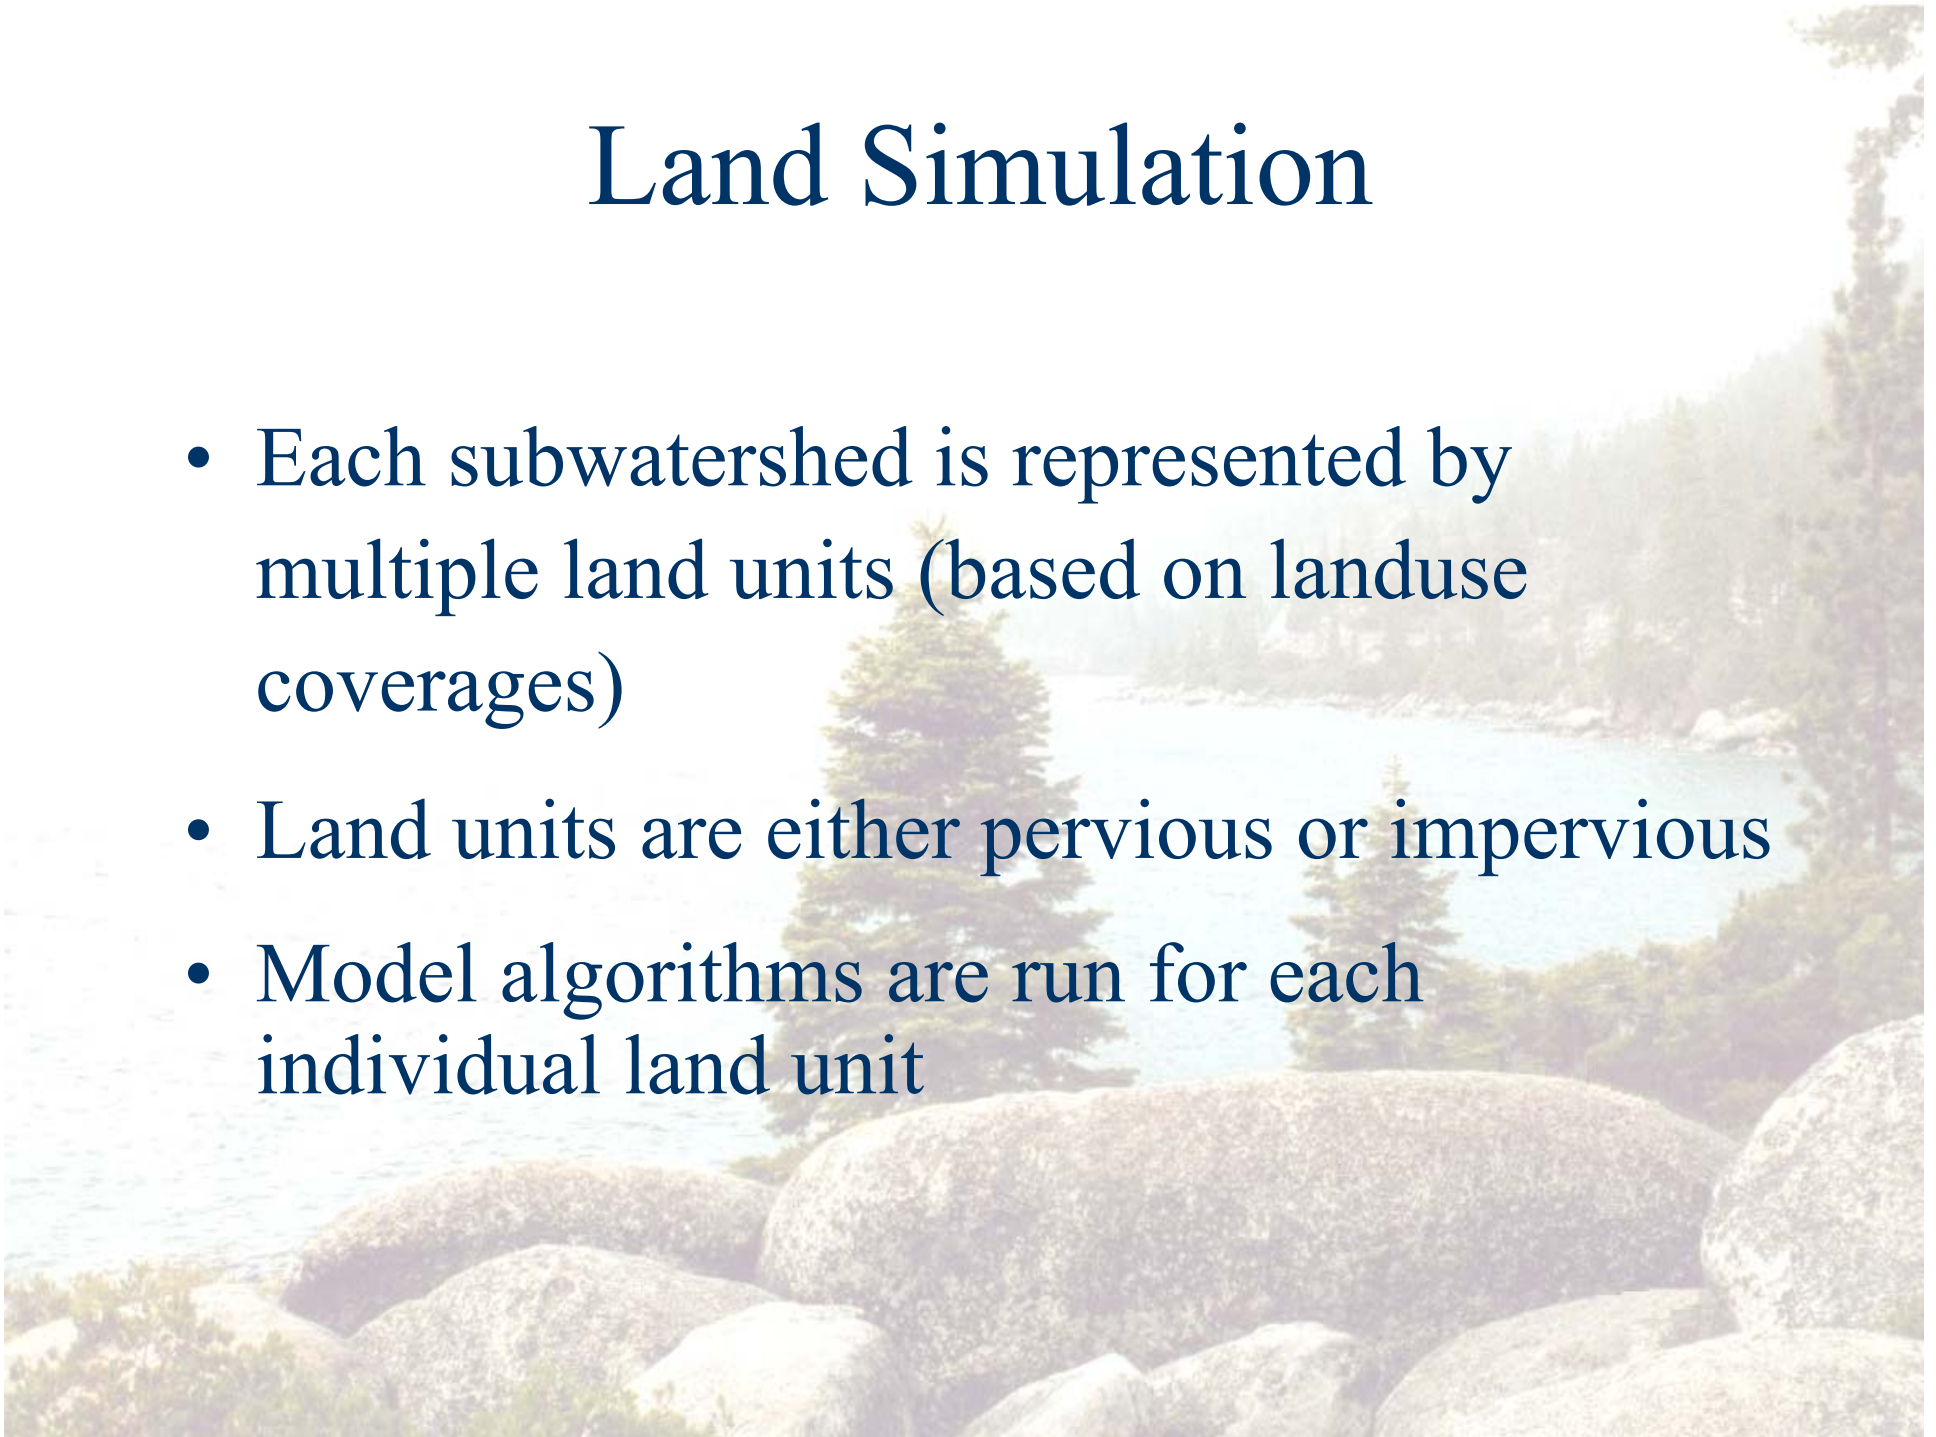 Land Simulation
• Each subwatershed is represented by
multiple land units (based on landuse
coverages)
• Land units are either pervious or impervious
• Model algorithms are run for each
individual land unit